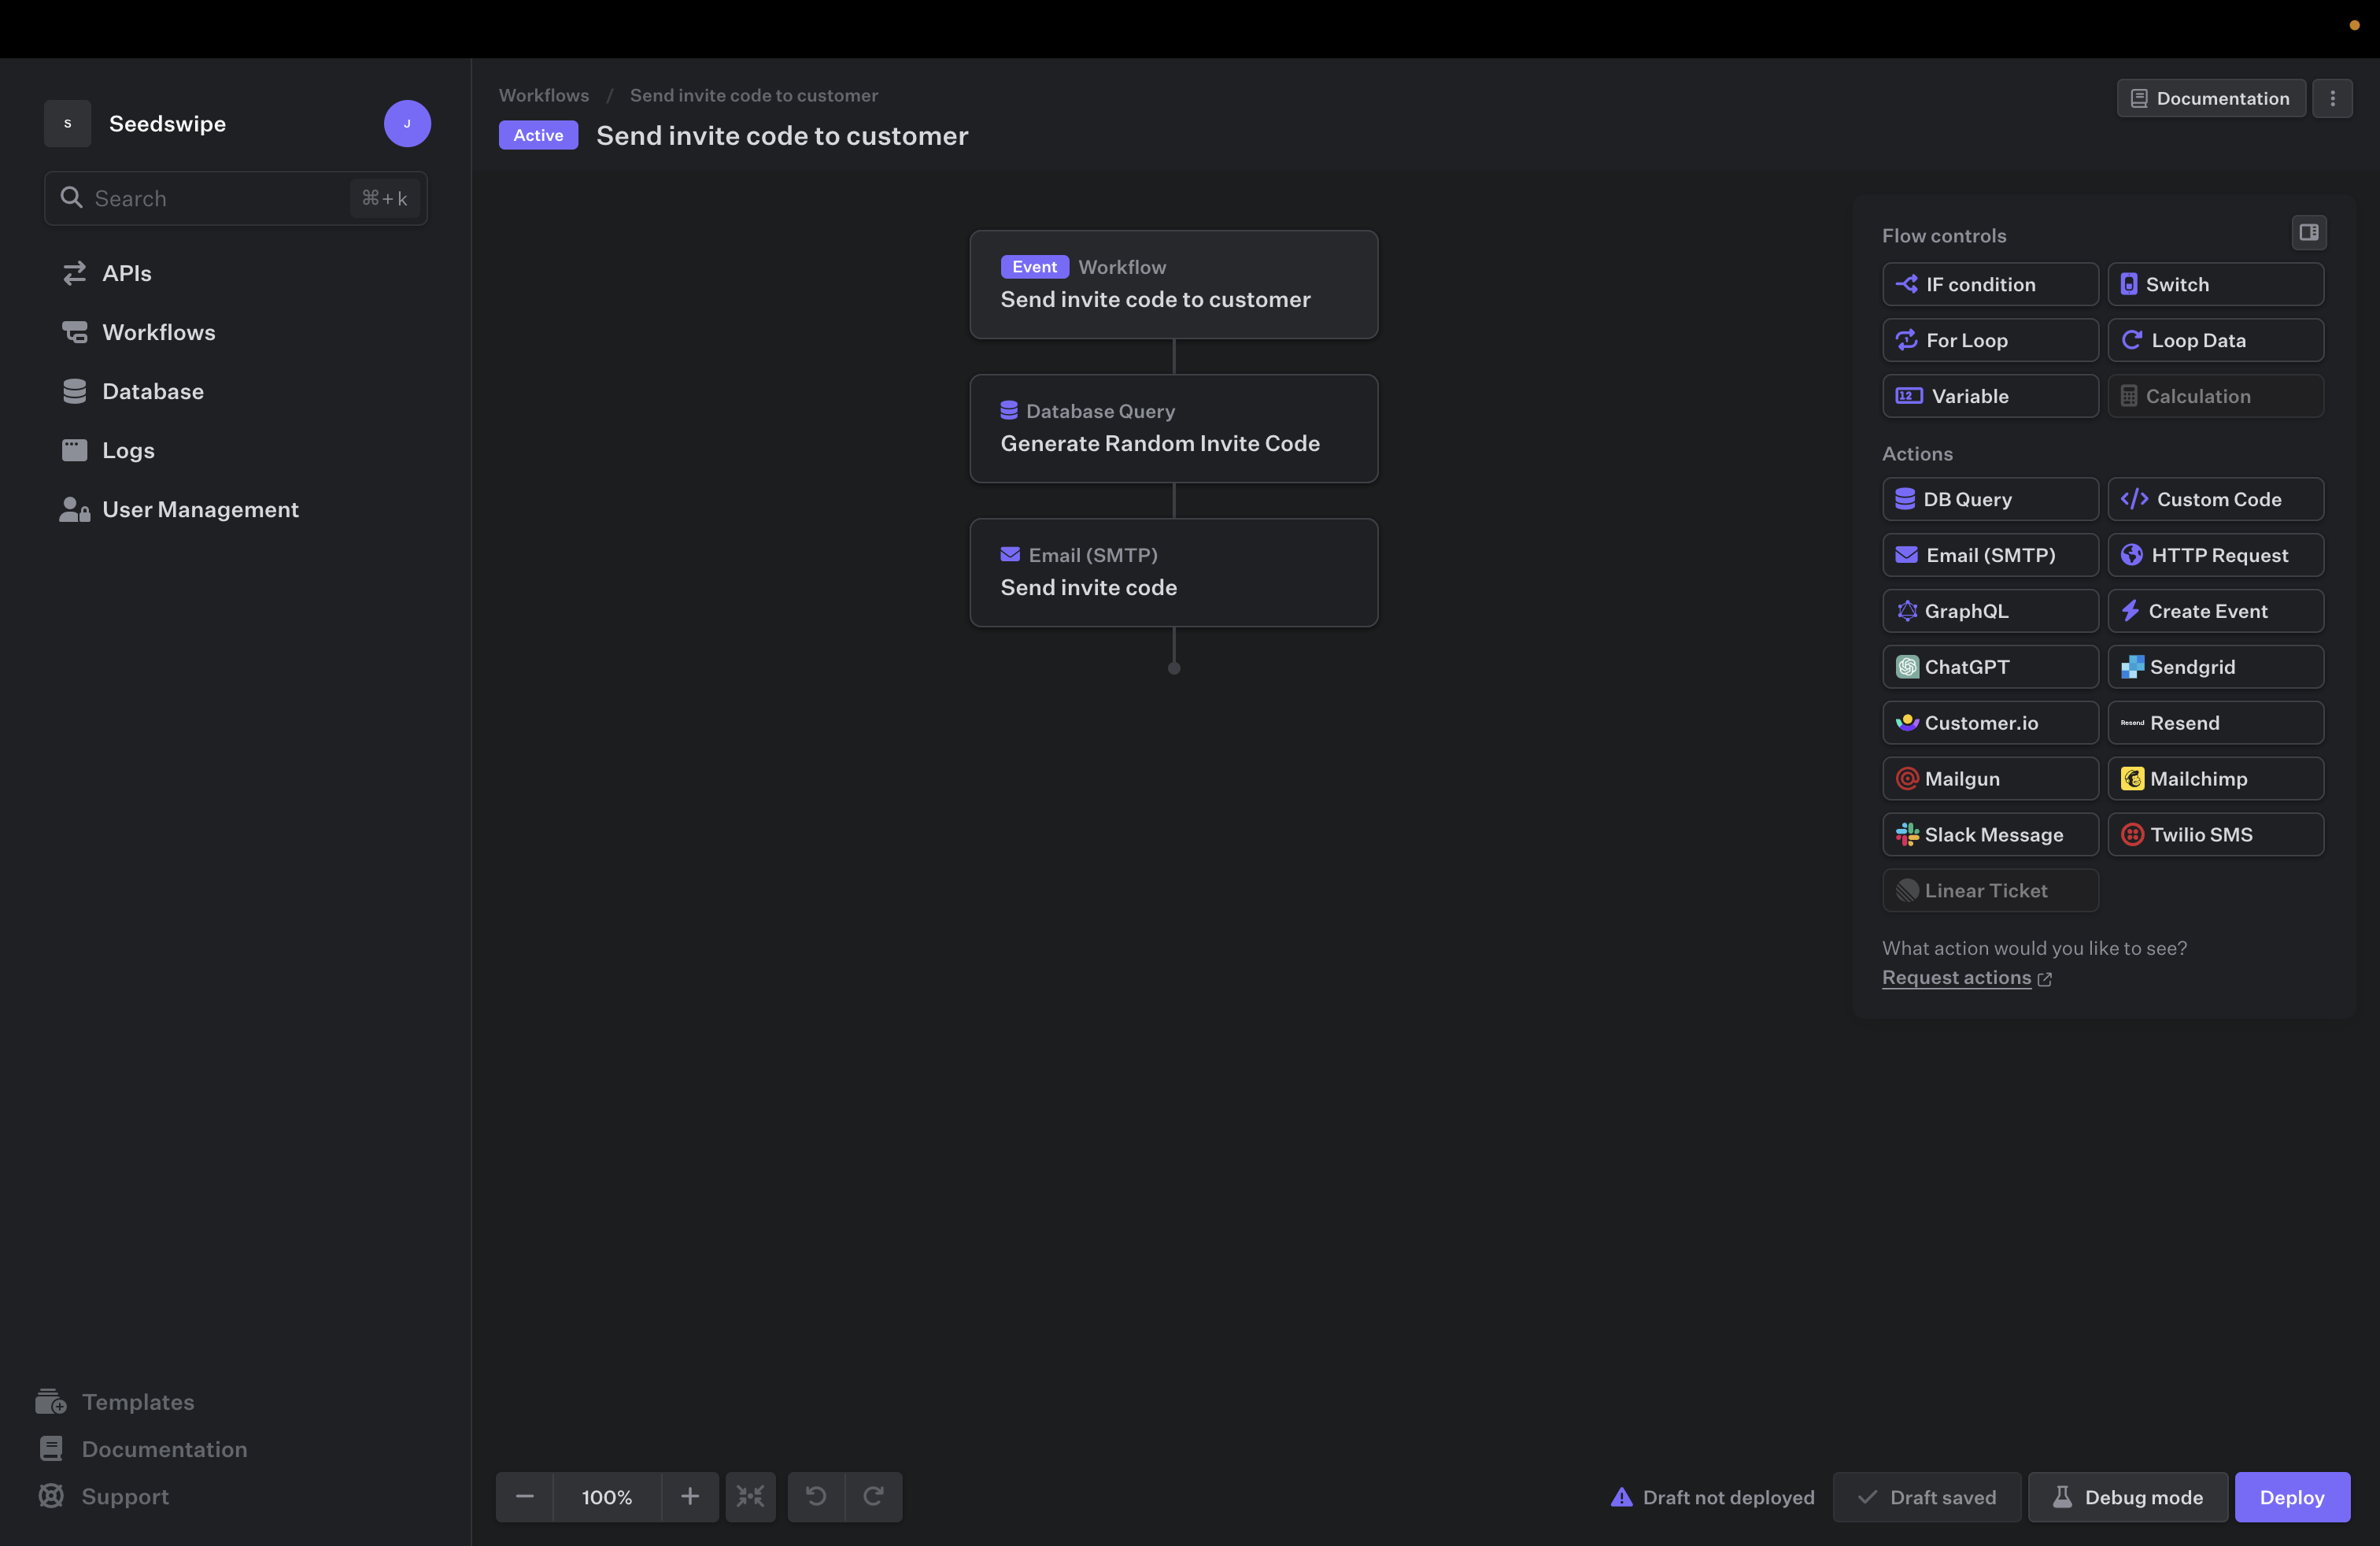 S
Seedswipe
J
Search
⌘+k
APIs
Workflows
Database
Logs
User Management
Templates
Documentation
Support
Workflows / Send invite code to customer
Active Send invite code to customer
Documentation
Event Workflow
Send invite code to customer
Database Query
Generate Random Invite Code
Email (SMTP)
Send invite code
Flow controls
IF condition
Switch
For Loop
Loop Data
12 Variable
Calculation
Actions
DB Query
Custom Code
Email (SMTP)
HTTP Request
GraphQL
Create Event
ChatGPT
Sendgrid
Customer.io
Resend Resend
Mailgun
Mailchimp
Slack Message
Twilio SMS
Linear Ticket
What action would you like to see?
Request actions
100%
Draft not deployed
Draft saved
Debug mode
Deploy